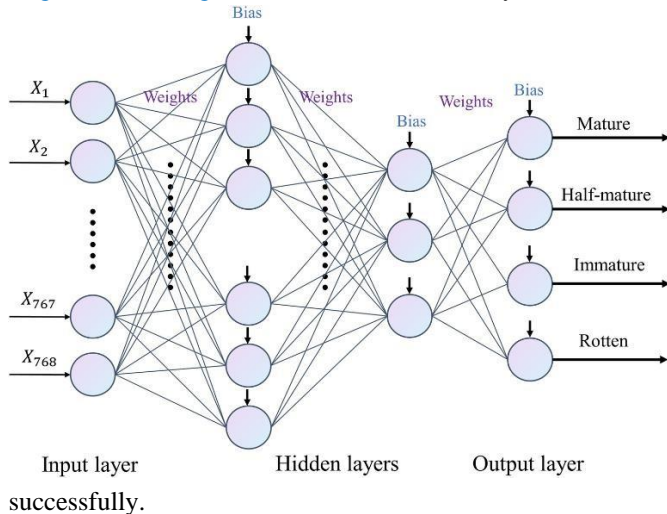 Bias
X1
Weights
Weights
Weights
Bias
Bias
Mature
X2
Half-mature
Immature
X767
Rotten
X768
Input layer
Hidden layers
Output layer
successfully.